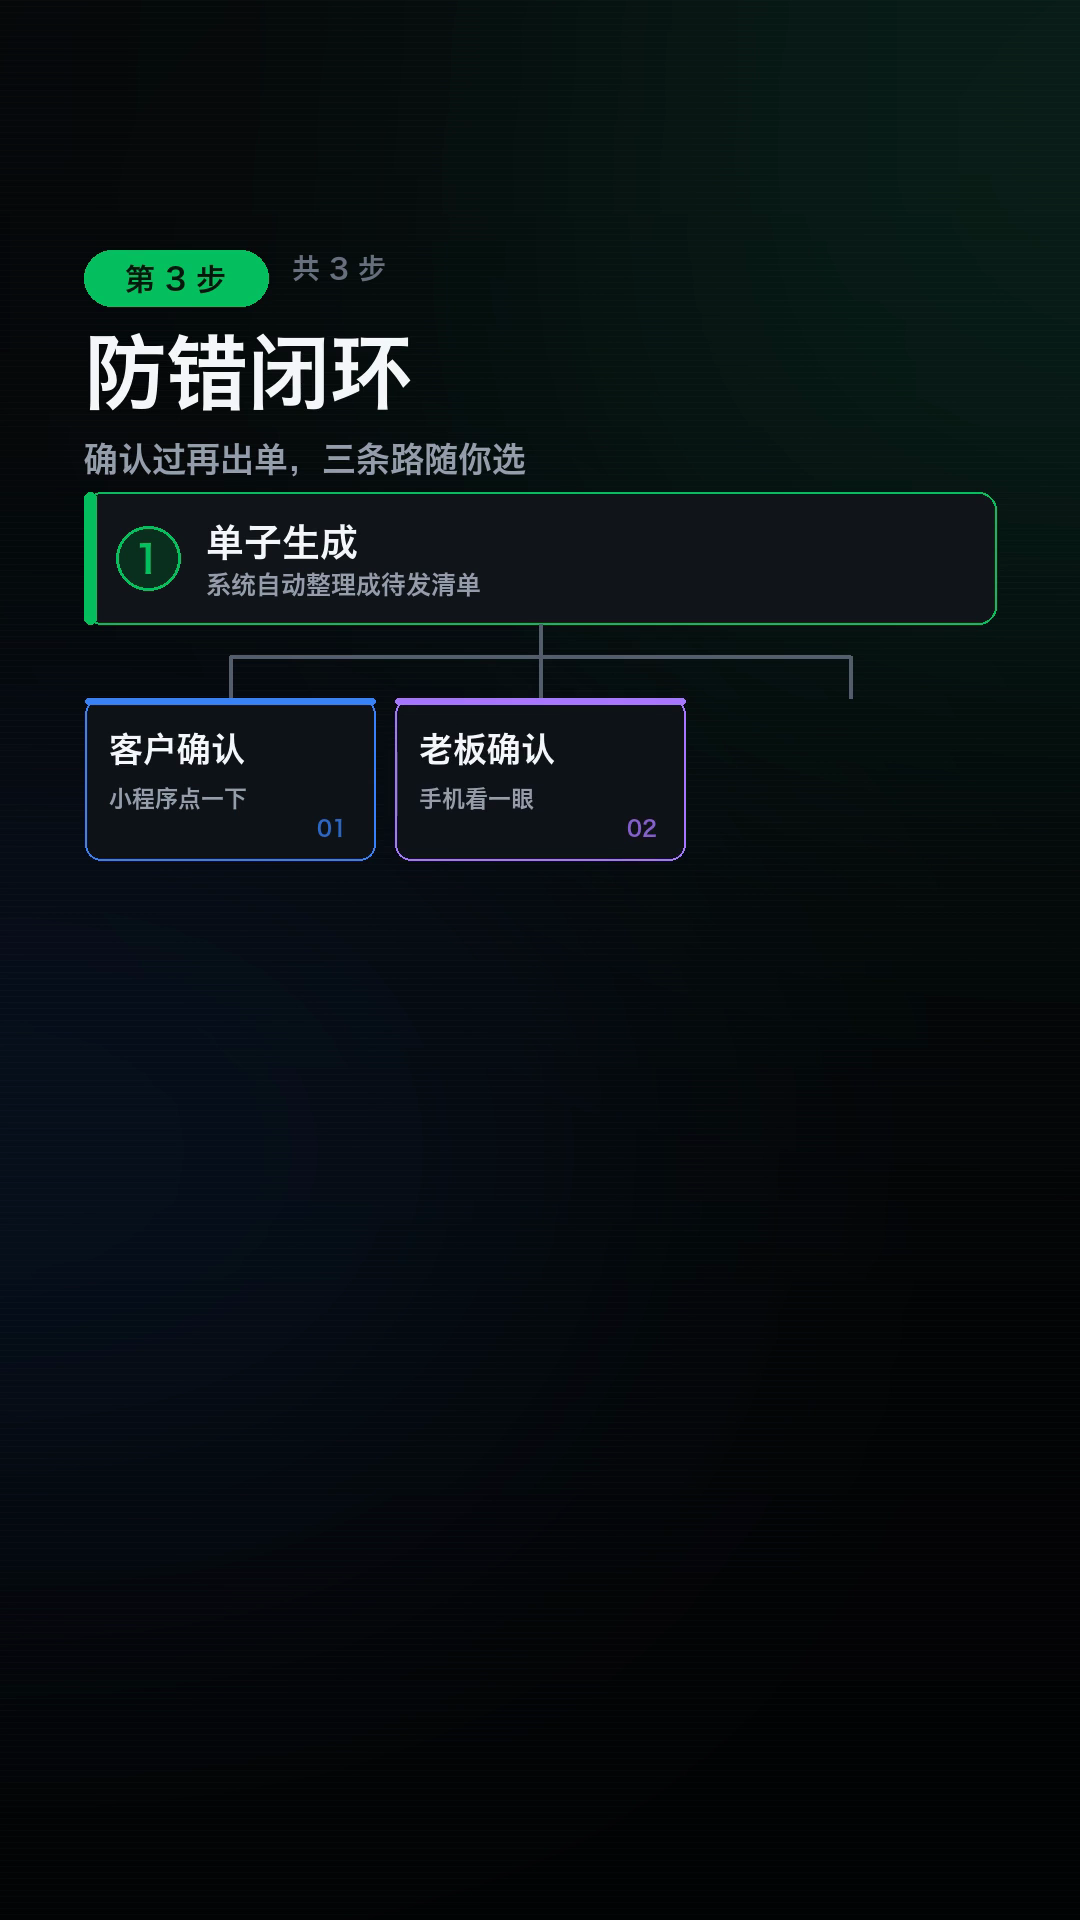 第 3 步
共 3 步
防错闭环
确认过再出单，三条路随你选
1
单子生成
系统自动整理成待发清单
客户确认
小程序点一下
01
老板确认
手机看一眼
02